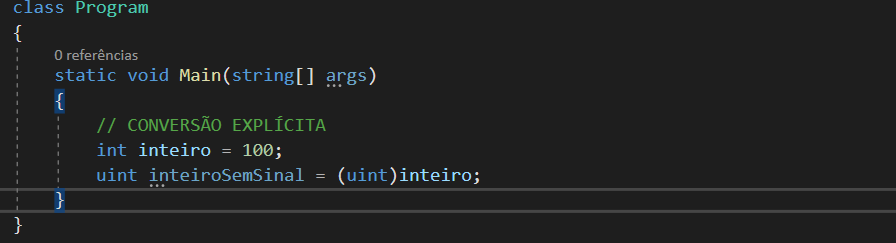 class Program
{
0 referências
static void Main(string[] args)
{
// CONVERSÃO EXPLÍCITA
int inteiro = 100;
uint inteiroSemSinal = (uint)inteiro;
}
}